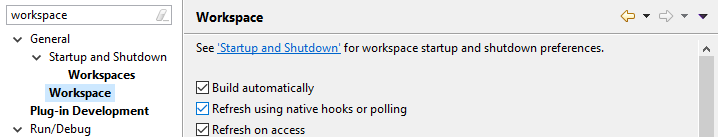 workspace
General
Startup and Shutdown
Workspaces
Workspace
Plug-in Development
Run/Debug
Workspace
See 'Startup and Shutdown' for workspace startup and shutdown preferences.
Build automatically
Refresh using native hooks or polling
Refresh on access